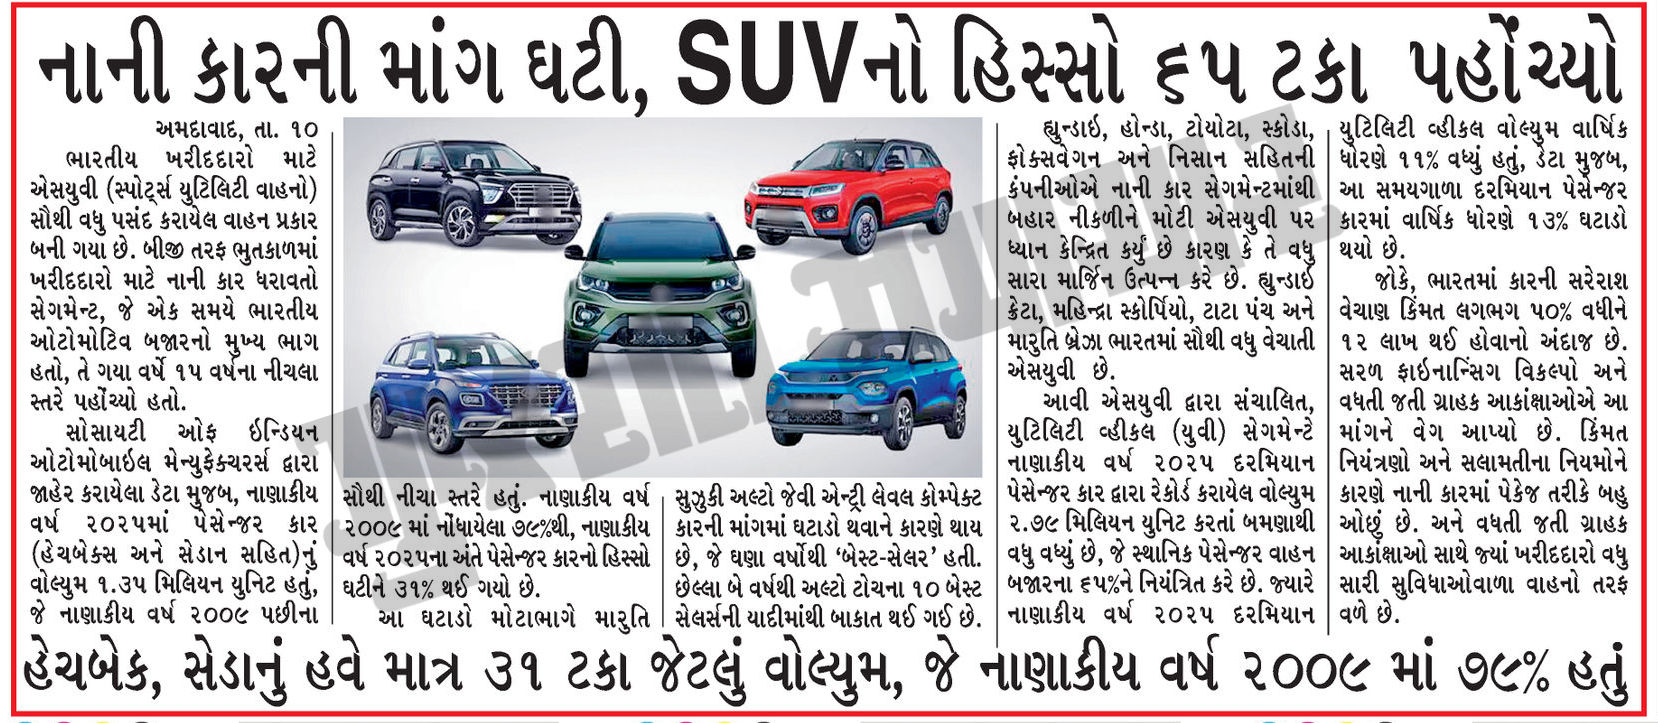 નાની કારની માંગ ઘટી, SUVનો હિસ્સો ૬૫ ટકા પહોંચ્યો
અમદાવાદ, તા. ૧૦
ભારતીય ખરીદદારો માટે
એસયુવી (સ્પોર્ટ્સ યુટિલિટી વાહનો)
સૌથી વધુ પસંદ કરાયેલ વાહન પ્રકાર
બની ગયા છે. બીજી તરફ ભુતકાળમાં
ખરીદદારો માટે નાની કાર ધરાવતો
સેગમેન્ટ, જે એક સમયે ભારતીય
ઓટોમોટિવ બજારનો મુખ્ય ભાગ
હતો, તે ગયા વર્ષે ૧૫ વર્ષના નીચલા
સ્તરે પહોંચ્યો હતો.
સોસાયટી ઓફ ઇન્ડિયન
ઓટોમોબાઇલ મેન્યુફેક્ચરર્સ દ્વારા
જાહેર કરાયેલા ડેટા મુજબ, નાણાકીય
વર્ષ ૨૦૨૫માં પેસેન્જર કાર
(હેચબેક્સ અને સેડાન સહિત)નું
વોલ્યુમ ૧.૩૫ મિલિયન યુનિટ હતું,
જે નાણાકીય વર્ષ ૨૦૦૯ પછીના
સૌથી નીચા સ્તરે હતું. નાણાકીય વર્ષ
૨૦૦૯ માં નોંધાયેલા ૭૯%થી, નાણાકીય
વર્ષ ૨૦૨૫ના અંતે પેસેન્જર કારનો હિસ્સો
ઘટીને ૩૧% થઈ ગયો છે.
આ ઘટાડો મોટાભાગે મારુતિ
સુઝુકી અલ્ટો જેવી એન્ટ્રી લેવલ કોમ્પેક્ટ
કારની માંગમાં ઘટાડો થવાને કારણે થાય
છે, જે ઘણા વર્ષોથી 'બેસ્ટ-સેલર' હતી.
છેલ્લા બે વર્ષથી અલ્ટો ટોચના ૧૦ બેસ્ટ
સેલર્સની યાદીમાંથી બાકાત થઈ ગઈ છે.
હ્યુન્ડાઇ, હોન્ડા, ટોયોટા, સ્કોડા,
ફોક્સવેગન અને નિસાન સહિતની
કંપનીઓએ નાની કાર સેગમેન્ટમાંથી
બહાર નીકળીને મોટી એસયુવી પર
ધ્યાન કેન્દ્રિત કર્યું છે કારણ કે તે વધુ
સારા માર્જિન ઉત્પન્ન કરે છે. હ્યુન્ડાઈ
ક્રેટા, મહિન્દ્રા સ્કોર્પિયો, ટાટા પંચ અને
મારુતિ બ્રેઝા ભારતમાં સૌથી વધુ વેચાતી
એસયુવી છે.
આવી એસયુવી દ્વારા સંચાલિત,
યુટિલિટી વ્હીકલ (યુવી) સેગમેન્ટે
નાણાકીય વર્ષ ૨૦૨૫ દરમિયાન
પેસેન્જર કાર દ્વારા રેકોર્ડ કરાયેલ વોલ્યુમ
૨.૭૯ મિલિયન યુનિટ કરતાં બમણાથી
વધુ વધ્યું છે, જે સ્થાનિક પેસેન્જર વાહન
બજારના ૬૫%ને નિયંત્રિત કરે છે. જ્યારે
નાણાકીય વર્ષ ૨૦૨૫ દરમિયાન
યુટિલિટી વ્હીકલ વોલ્યુમ વાર્ષિક
ધોરણે ૧૧% વધ્યું હતું, ડેટા મુજબ,
આ સમયગાળા દરમિયાન પેસેન્જર
કારમાં વાર્ષિક ધોરણે ૧૩% ઘટાડો
થયો છે.
જોકે, ભારતમાં કારની સરેરાશ
વેચાણ કિંમત લગભગ ૫૦% વધીને
૧૨ લાખ થઈ હોવાનો અંદાજ છે.
સરળ ફાઇનાન્સિંગ વિકલ્પો અને
વધતી જતી ગ્રાહક આકાંક્ષાઓએ આ
માંગને વેગ આપ્યો છે. કિંમત
નિયંત્રણો અને સલામતીના નિયમોને
કારણે નાની કારમાં પેકેજ તરીકે બહુ
ઓછું છે. અને વધતી જતી ગ્રાહક
આકાંક્ષાઓ સાથે જ્યાં ખરીદદારો વધુ
સારી સુવિધાઓવાળા વાહનો તરફ
વળે છે.
હેચબેક, સેડાનું હવે માત્ર ૩૧ ટકા જેટલું વોલ્યુમ, જે નાણાકીય વર્ષ ૨૦૦૯ માં ૭૯% હતું